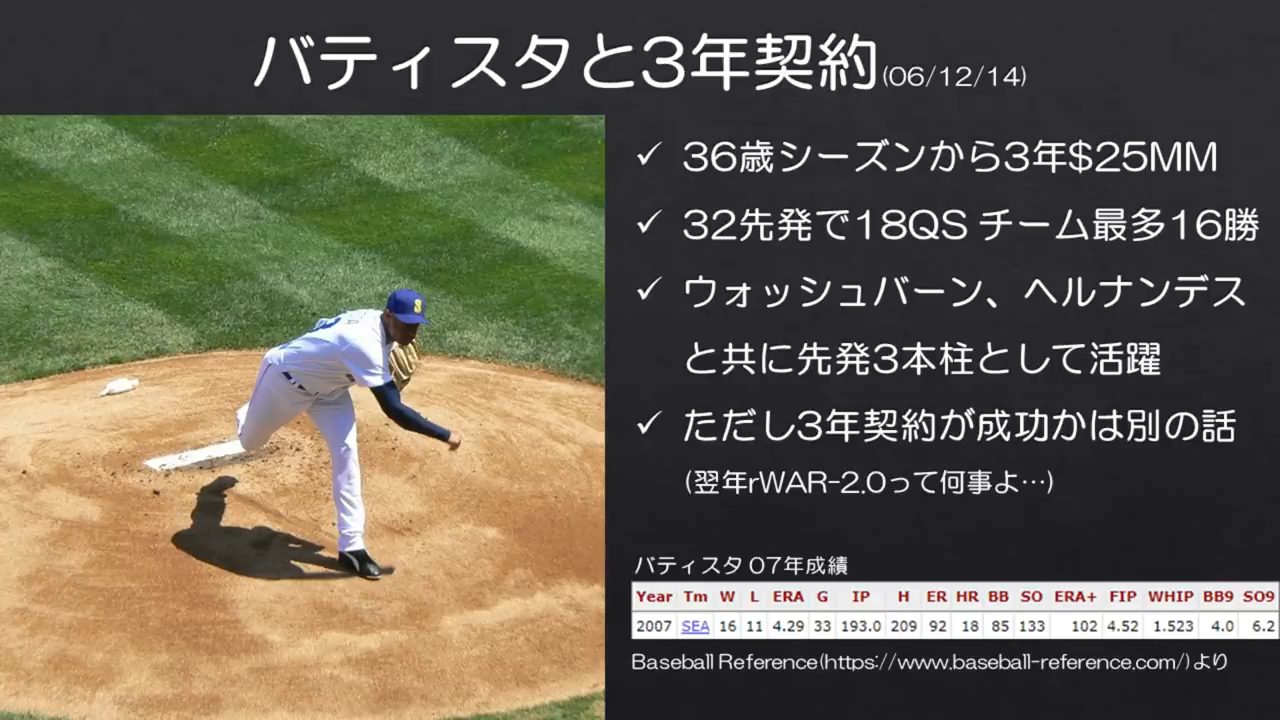 バティスタと3年契約(06/12/14)
✓ 36歳シーズンから3年$25MM
✓ 32先発で18QS チーム最多16勝
✓ ウォッシュバーン、ヘルナンデス
と共に先発3本柱として活躍
✓ ただし3年契約が成功かは別の話
(翌年rWAR-2.0って何事よ…)
S
バティスタ 07年成績
Year Tm W L ERA G IP H ER HR BB SO ERA+ FIP WHIP BB9 SO9
2007 SEA 16 11 4.29 33 193.0 209 92 18 85 133 102 4.52 1.523 4.0 6.2
Baseball Reference(https://www.baseball-reference.com/)より